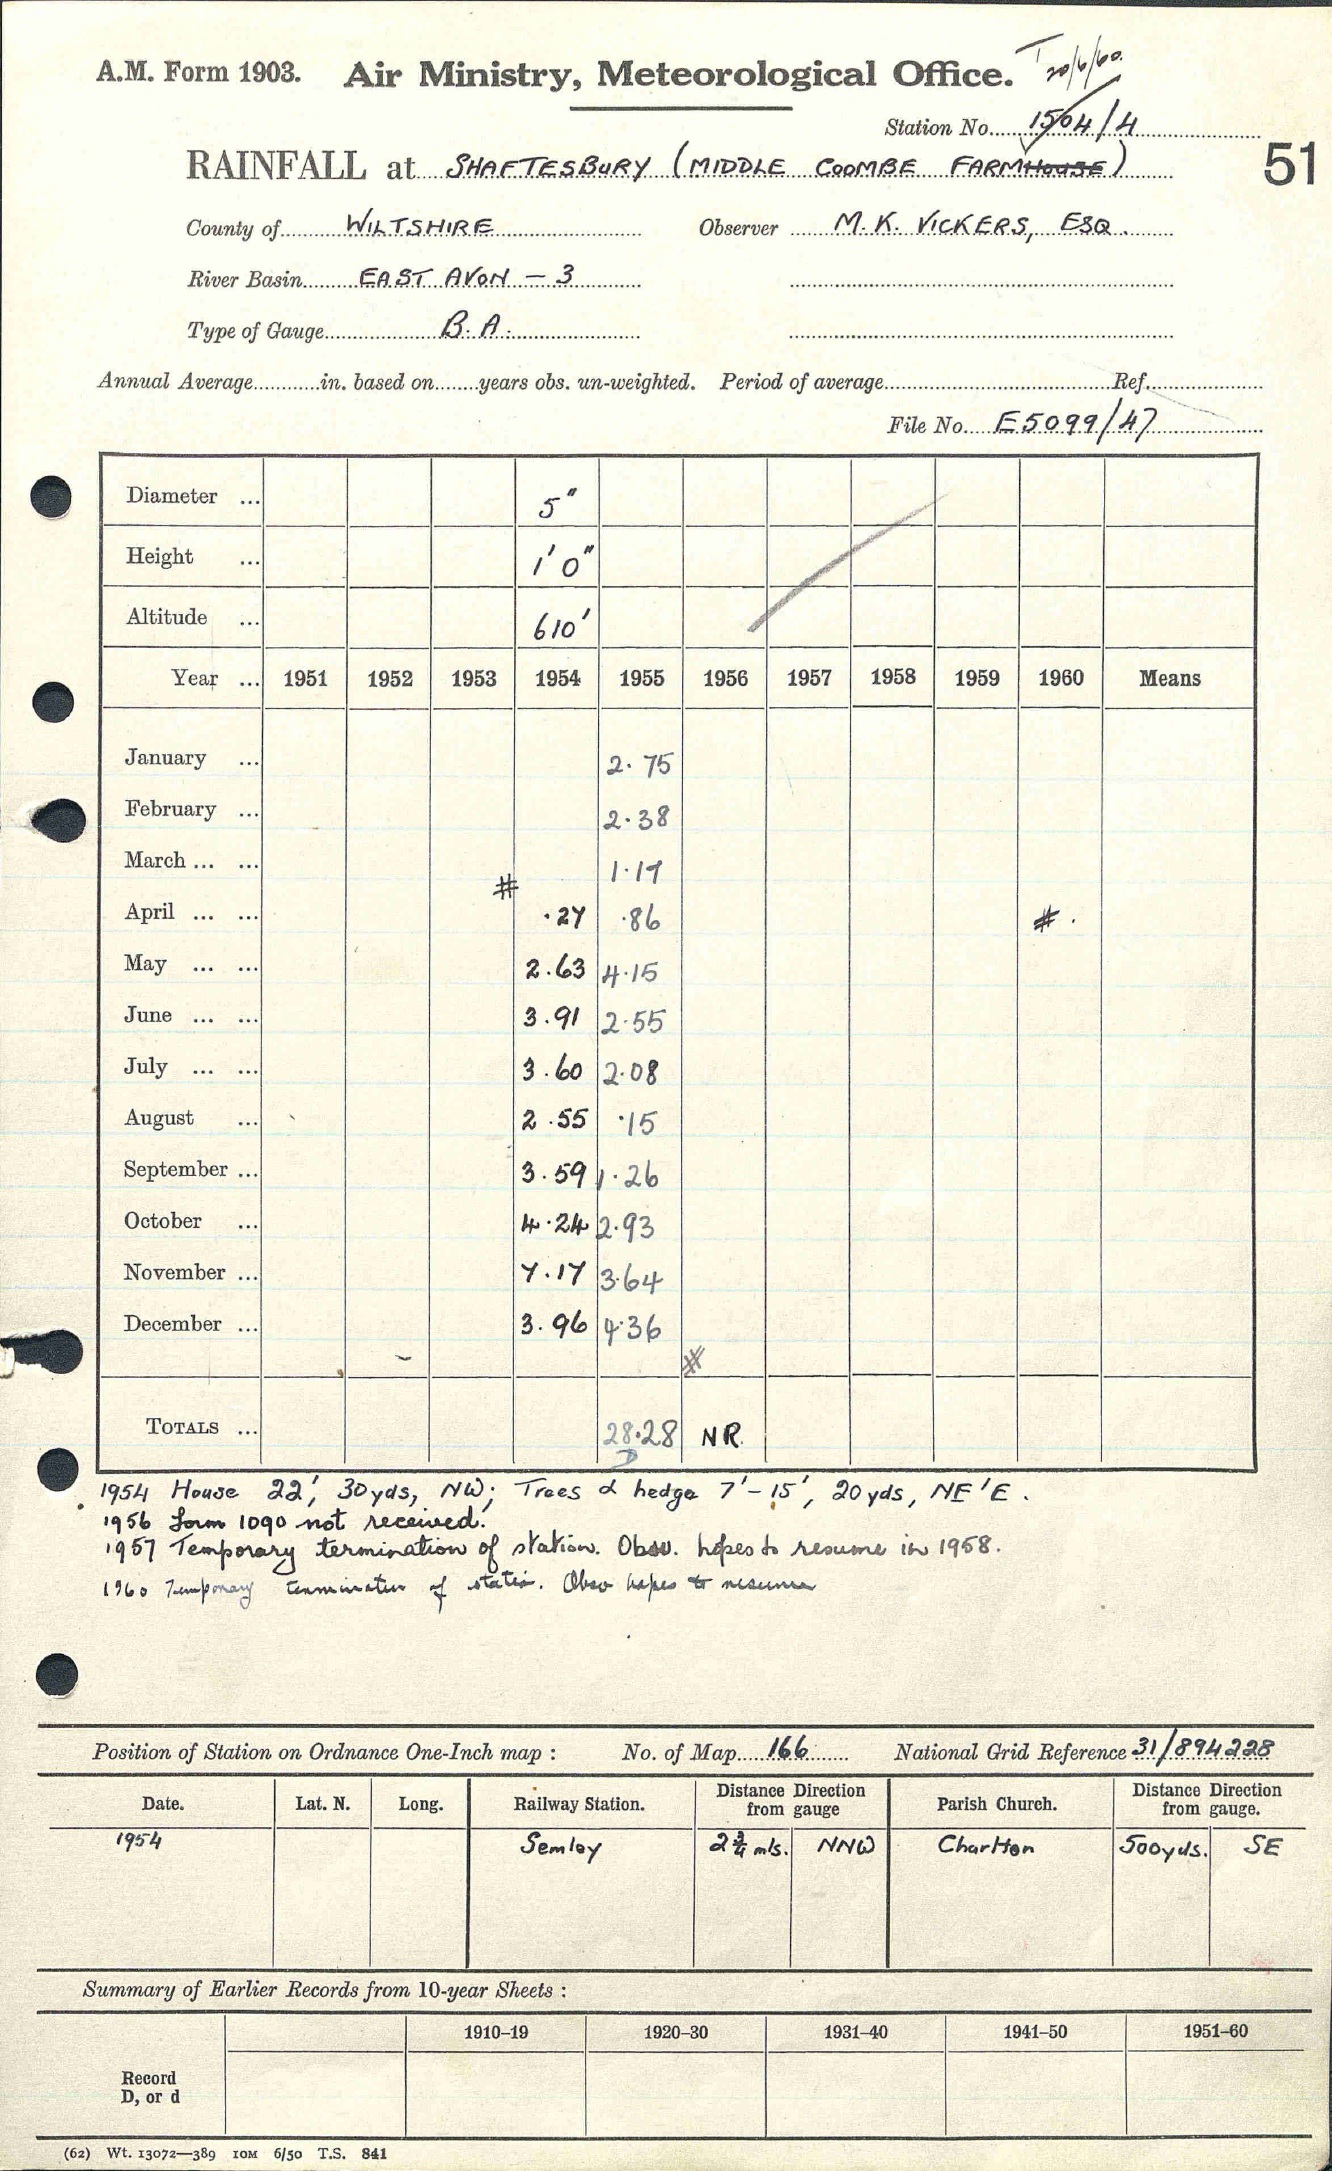 T 20/6/60.
A.M. Form 1903. Air Ministry, Meteorological Office.
Station No. 1504/4
51
RAINFALL at SHAFTESBURY (MIDDLE COOMBE FARMHOUSE)
County of WILTSHIRE Observer M.K. VICKERS, ESQ.
River Basin EAST AVON – 3
Type of Gauge B.A.
Annual Average in. based on years obs. un-weighted. Period of average Ref.
File No. E5099/47
Diameter ... 5"
Height ... 1' 0"
Altitude ... 610'
Year ... 1951 1952 1953 1954 1955 1956 1957 1958 1959 1960 Means
January ... 2.75
February ... 2.38
March ... ... 1.17
#
April ... ... .27 .86 # .
May ... ... 2.63 4.15
June ... ... 3.91 2.55
July ... ... 3.60 2.08
August ... 2.55 .15
September ... 3.59 1.26
October ... 4.24 2.93
November ... 7.17 3.64
December ... 3.96 4.36
#
TOTALS ... 28.28 NR
1954 House 22', 30yds, NW; Trees & hedge 7'–15', 20yds, NE'E.
1956 form 1090 not received.
1957 Temporary termination of station. Obsv. hopes to resume in 1958.
1960 Temporary termination of station. Obsv hopes to resume
Position of Station on Ordnance One-Inch map : No. of Map 166 National Grid Reference 31/894228
Date. Lat. N. Long. Railway Station. Distance Direction from gauge Parish Church. Distance Direction from gauge.
1954 Semley 2¾ mls. NNW Charlton 500yds. SE
Summary of Earlier Records from 10-year Sheets :
1910–19 1920–30 1931–40 1941–50 1951–60
Record
D, or d
(62) Wt. 13072—389 10M 6/50 T.S. 841